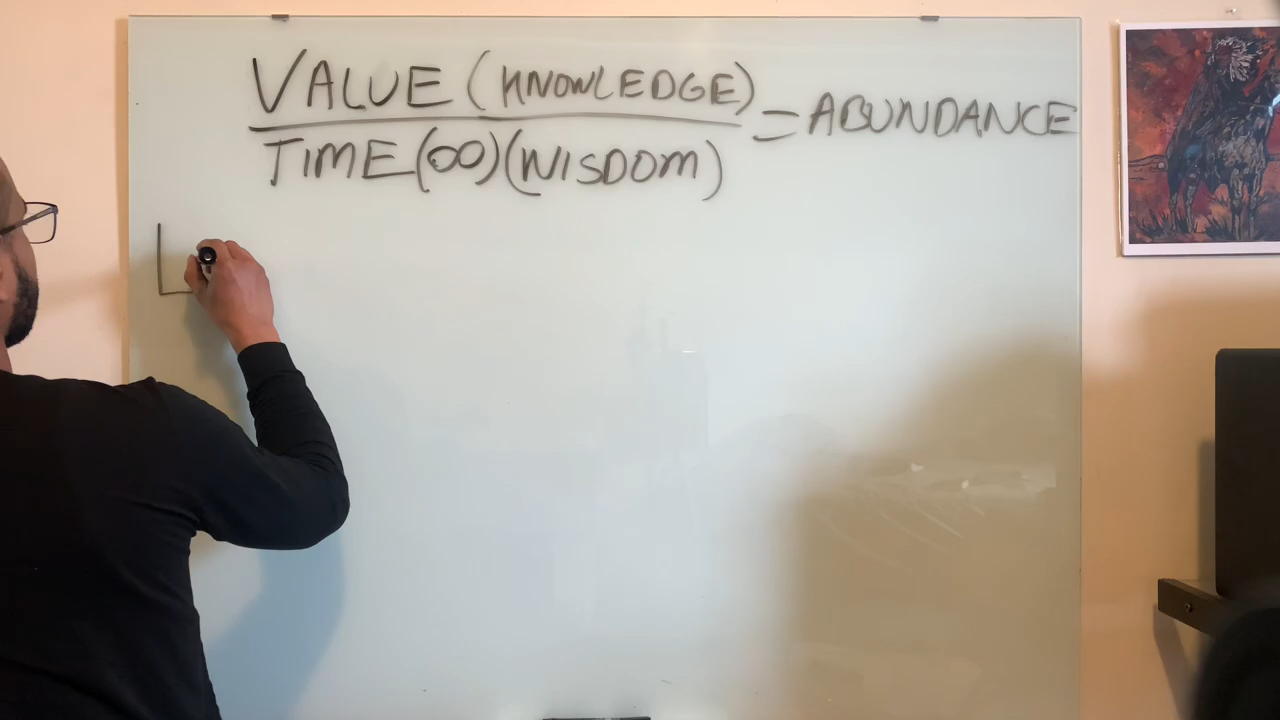 VALUE (KNOWLEDGE)
TIME (∞) (WISDOM)
= ABUNDANCE
L